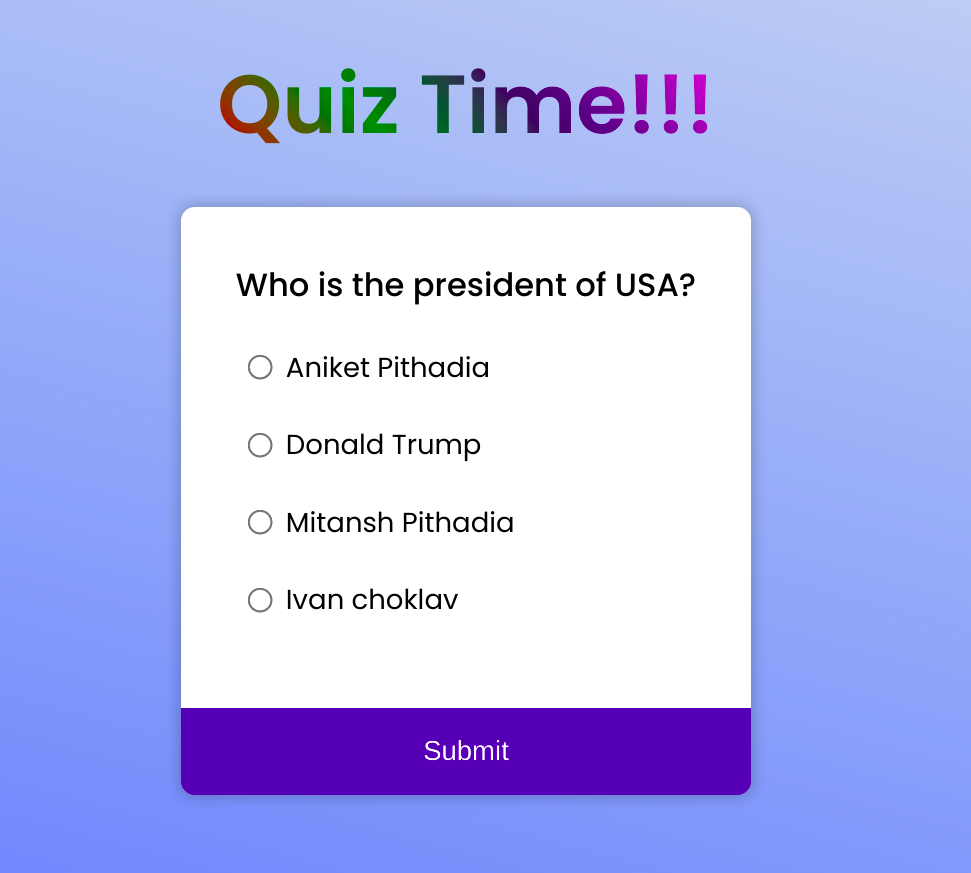 Quiz Time!!!
Who is the president of USA?
Aniket Pithadia
Donald Trump
Mitansh Pithadia
Ivan choklav
Submit